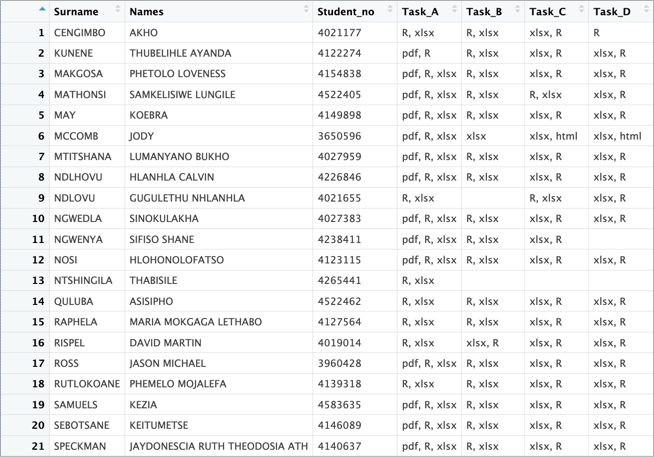 Surname Names Student_no Task_A Task_B Task_C Task_D
1 CENGIMBO AKHO 4021177 R, xlsx R, xlsx xlsx, R R
2 KUNENE THUBELIHLE AYANDA 4122274 pdf, R R, xlsx xlsx, R xlsx, R
3 MAKGOSA PHETOLO LOVENESS 4154838 pdf, R, xlsx R, xlsx xlsx, R xlsx, R
4 MATHONSI SAMKELISIWE LUNGILE 4522405 pdf, R, xlsx R, xlsx R, xlsx xlsx, R
5 MAY KOEBRA 4149898 pdf, R, xlsx R, xlsx xlsx, R xlsx, R
6 MCCOMB JODY 3650596 pdf, R, xlsx xlsx xlsx, html xlsx, html
7 MTITSHANA LUMANYANO BUKHO 4027959 pdf, R, xlsx R, xlsx xlsx, R xlsx, R
8 NDLHOVU HLANHLA CALVIN 4226846 pdf, R, xlsx R, xlsx xlsx, R xlsx, R
9 NDLOVU GUGULETHU NHLANHLA 4021655 R, xlsx R, xlsx xlsx, R
10 NGWEDLA SINOKULAKHA 4027383 pdf, R, xlsx R, xlsx xlsx, R xlsx, R
11 NGWENYA SIFISO SHANE 4238411 pdf, R, xlsx R, xlsx xlsx, R
12 NOSI HLOHONOLOFATSO 4123115 pdf, R, xlsx R, xlsx xlsx, R xlsx, R
13 NTSHINGILA THABISILE 4265441 R, xlsx
14 QULUBA ASISIPHO 4522462 R, xlsx R, xlsx xlsx, R xlsx, R
15 RAPHELA MARIA MOKGAGA LETHABO 4127564 R, xlsx R, xlsx xlsx, R xlsx, R
16 RISPEL DAVID MARTIN 4019014 R, xlsx xlsx, R xlsx, R xlsx, R
17 ROSS JASON MICHAEL 3960428 pdf, R, xlsx R, xlsx xlsx, R xlsx, R
18 RUTLOKOANE PHEMELO MOJALEFA 4139318 R, xlsx R, xlsx xlsx, R xlsx, R
19 SAMUELS KEZIA 4583635 pdf, R, xlsx R, xlsx xlsx, R xlsx, R
20 SEBOTSANE KEITUMETSE 4146089 pdf, R, xlsx R, xlsx xlsx, R xlsx, R
21 SPECKMAN JAYDONESCIA RUTH THEODOSIA ATH 4140637 pdf, R, xlsx R, xlsx xlsx, R xlsx, R